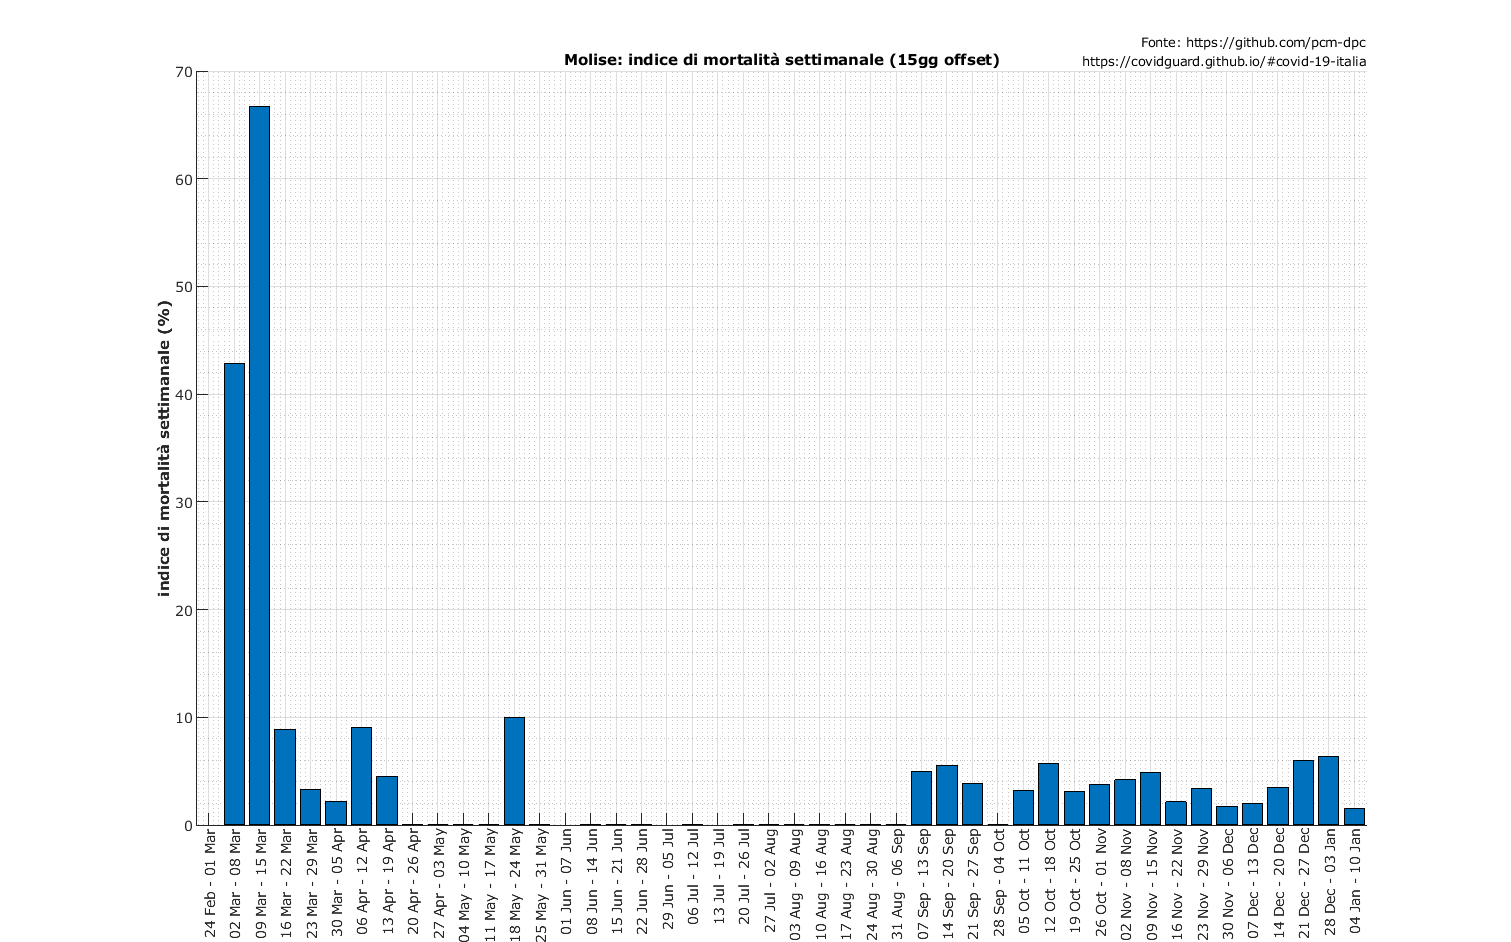 Fonte: https://github.com/pcm-dpc
https://covidguard.github.io/#covid-19-italia
Molise: indice di mortalità settimanale (15gg offset)
indice di mortalità settimanale (%)
70
60
50
40
30
20
10
0
24 Feb - 01 Mar
02 Mar - 08 Mar
09 Mar - 15 Mar
16 Mar - 22 Mar
23 Mar - 29 Mar
30 Mar - 05 Apr
06 Apr - 12 Apr
13 Apr - 19 Apr
20 Apr - 26 Apr
27 Apr - 03 May
04 May - 10 May
11 May - 17 May
18 May - 24 May
25 May - 31 May
01 Jun - 07 Jun
08 Jun - 14 Jun
15 Jun - 21 Jun
22 Jun - 28 Jun
29 Jun - 05 Jul
06 Jul - 12 Jul
13 Jul - 19 Jul
20 Jul - 26 Jul
27 Jul - 02 Aug
03 Aug - 09 Aug
10 Aug - 16 Aug
17 Aug - 23 Aug
24 Aug - 30 Aug
31 Aug - 06 Sep
07 Sep - 13 Sep
14 Sep - 20 Sep
21 Sep - 27 Sep
28 Sep - 04 Oct
05 Oct - 11 Oct
12 Oct - 18 Oct
19 Oct - 25 Oct
26 Oct - 01 Nov
02 Nov - 08 Nov
09 Nov - 15 Nov
16 Nov - 22 Nov
23 Nov - 29 Nov
30 Nov - 06 Dec
07 Dec - 13 Dec
14 Dec - 20 Dec
21 Dec - 27 Dec
28 Dec - 03 Jan
04 Jan - 10 Jan